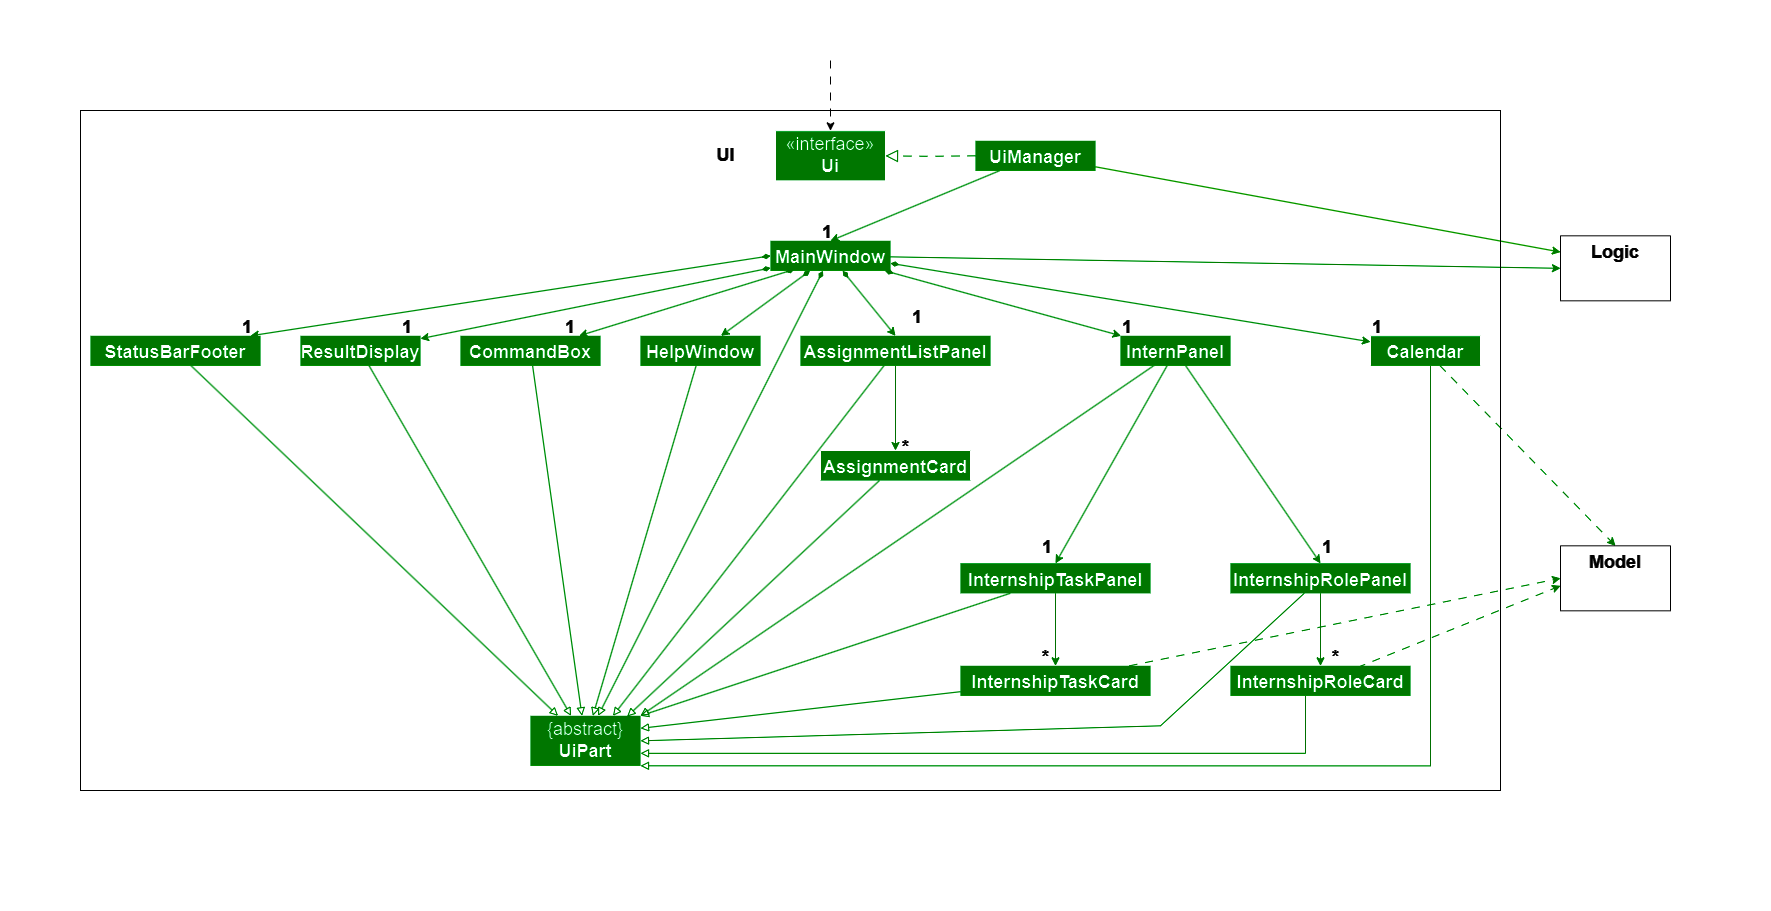 UI
«interface»
Ui
UiManager
1
MainWindow
Logic
1
StatusBarFooter
1
ResultDisplay
1
CommandBox
HelpWindow
1
AssignmentListPanel
1
InternPanel
1
Calendar
*
AssignmentCard
1
InternshipTaskPanel
1
InternshipRolePanel
Model
*
InternshipTaskCard
*
InternshipRoleCard
{abstract}
UiPart